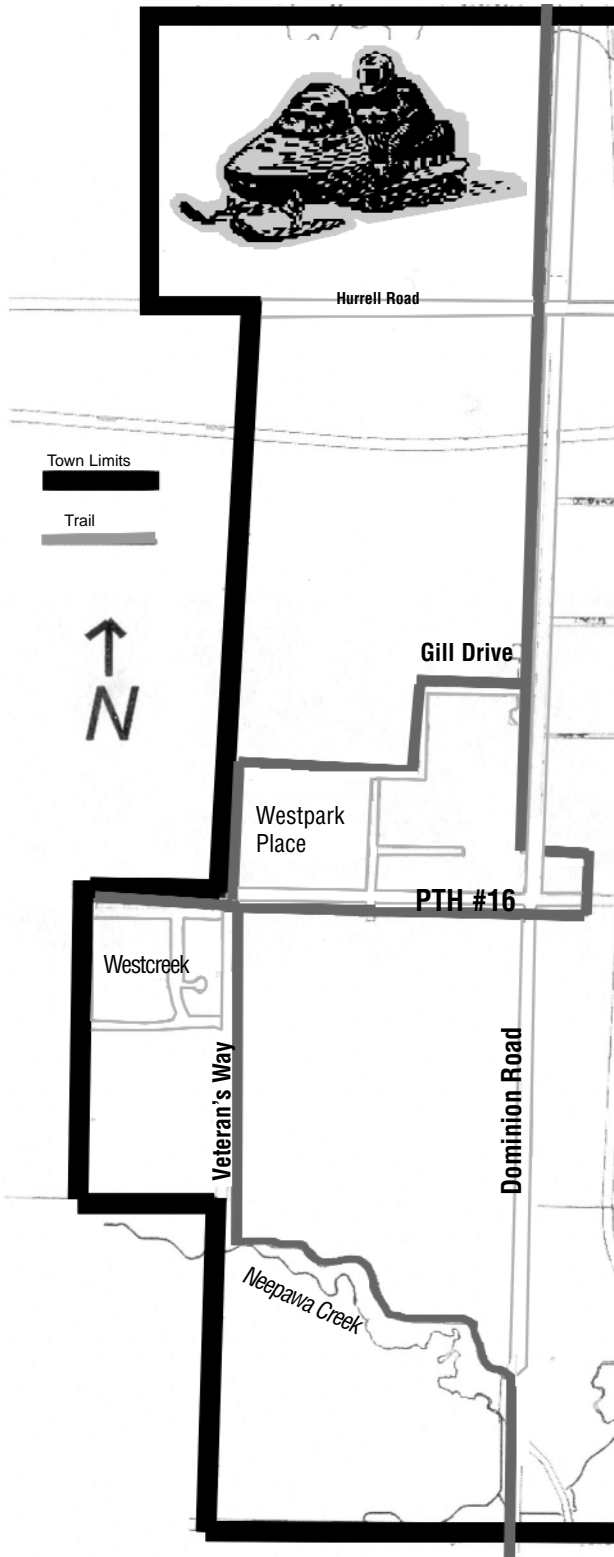 Hurrell Road
Town Limits
Trail
N
Gill Drive
Westpark
Place
PTH #16
Westcreek
Veteran's Way
Dominion Road
Neepawa Creek